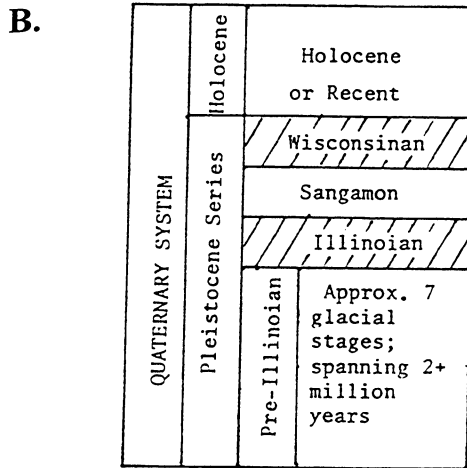 B.
QUATERNARY SYSTEM
Holocene
Pleistocene Series
Holocene
or Recent
Wisconsinan
Sangamon
Illinoian
Pre-Illinoian
Approx. 7
glacial
stages;
spanning 2+
million
years